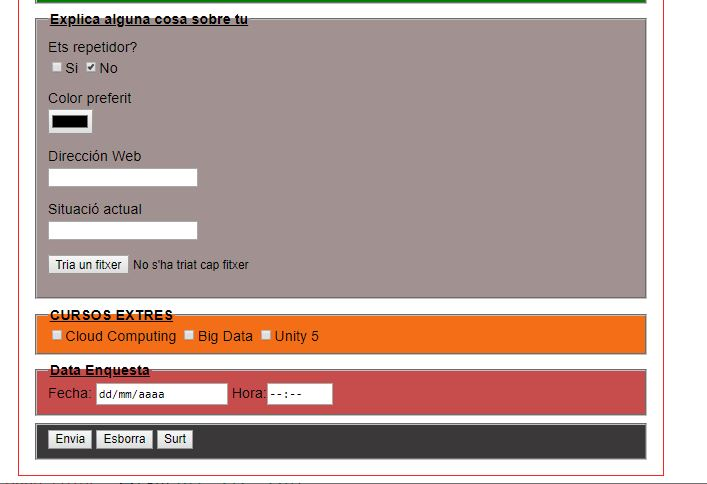 Explica alguna cosa sobre tu
Ets repetidor?
Si No
Color preferit
Dirección Web
Situació actual
Tria un fitxer No s'ha triat cap fitxer
CURSOS EXTRES
Cloud Computing Big Data Unity 5
Data Enquesta
Fecha: dd/mm/aaaa Hora: --:--
Envia Esborra Surt